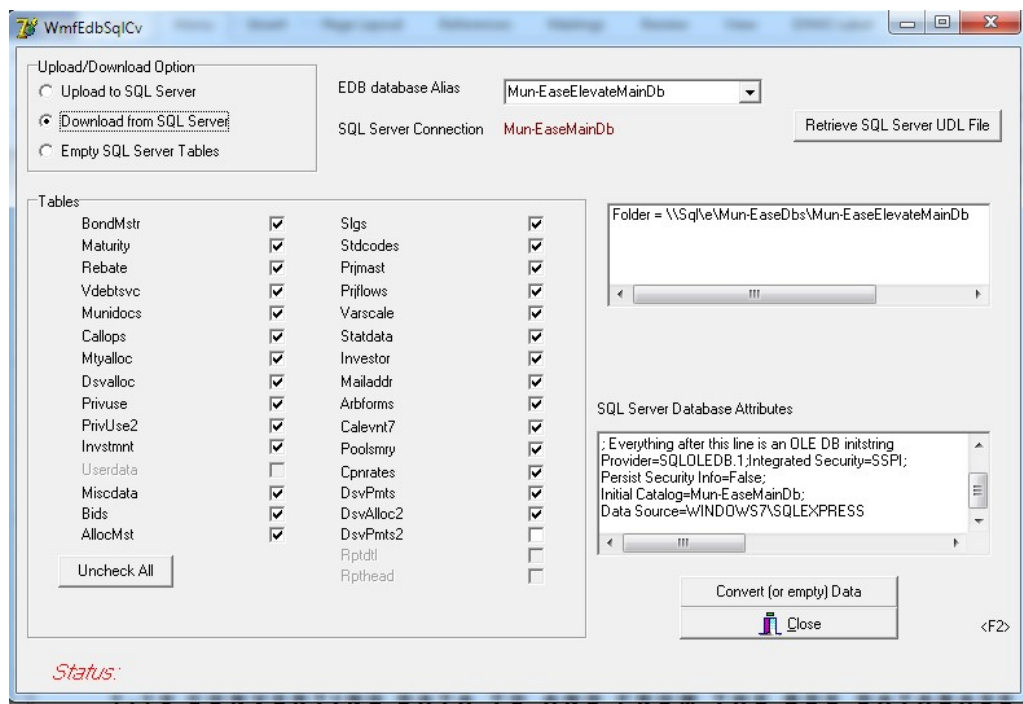 WmfEdbSqlCv
Upload/Download Option
Upload to SQL Server
Download from SQL Server
Empty SQL Server Tables
EDB database Alias
Mun-EaseElevateMainDb
SQL Server Connection
Mun-EaseMainDb
Retrieve SQL Server UDL File
Tables
BondMstr
Maturity
Rebate
Vdebtsvc
Munidocs
Callops
Mtyalloc
Dsvalloc
Privuse
PrivUse2
Invstmnt
Userdata
Miscdata
Bids
AllocMst
Uncheck All
Slgs
Stdcodes
Prjmast
Prjflows
Varscale
Statdata
Investor
Mailaddr
Arbforms
Calevnt7
Poolsmry
Cpnrates
DsvPmts
DsvAlloc2
DsvPmts2
Rptdtl
Rpthead
Folder = \\Sql\e\Mun-EaseDbs\Mun-EaseElevateMainDb
SQL Server Database Attributes
; Everything after this line is an OLE DB initstring
Provider=SQLOLEDB.1;Integrated Security=SSPI;
Persist Security Info=False;
Initial Catalog=Mun-EaseMainDb;
Data Source=WINDOWS7\SQLEXPRESS
Convert (or empty) Data
Close
<F2>
Status: